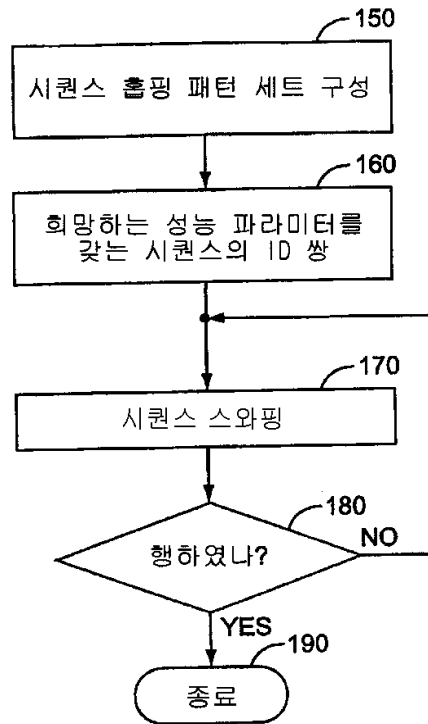 150
시퀀스 홉핑 패턴 세트 구성
160
희망하는 성능 파라미터를
갖는 시퀀스의 ID 쌍
170
시퀀스 스와핑
180
행하였나?
NO
YES
190
종료